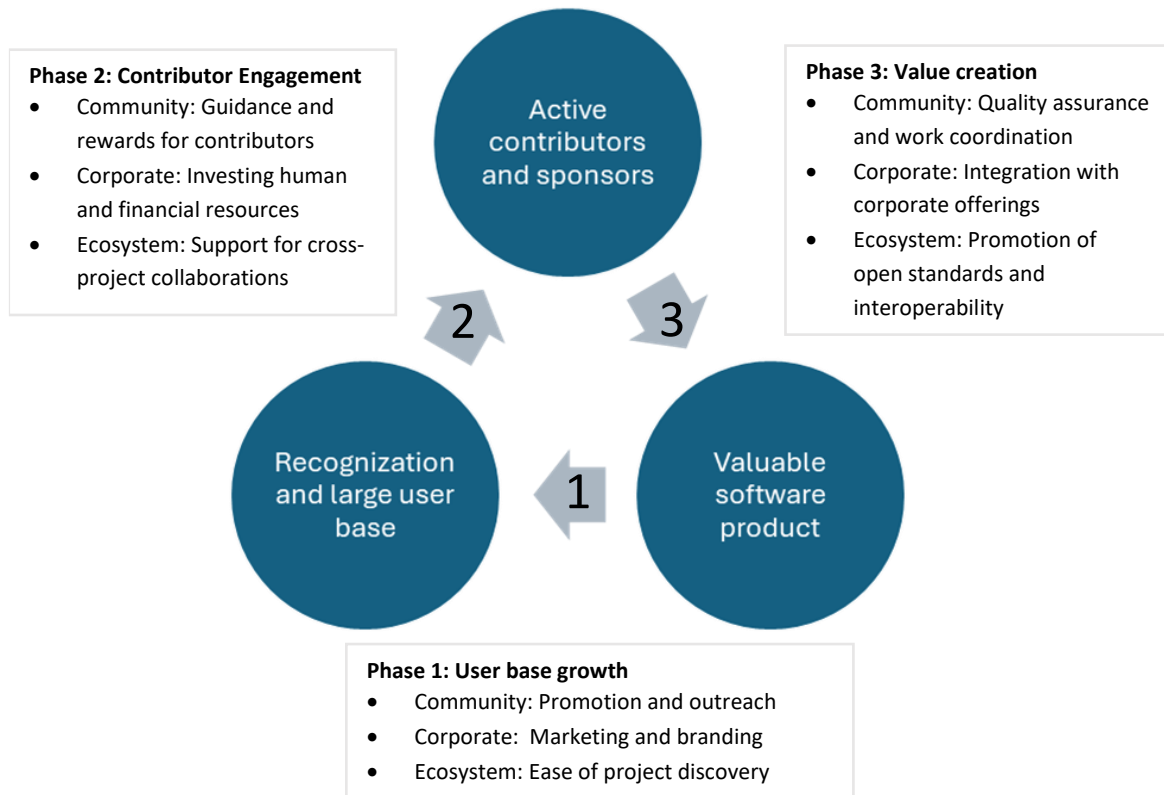 Phase 2: Contributor Engagement
• Community: Guidance and
rewards for contributors
• Corporate: Investing human
and financial resources
• Ecosystem: Support for cross-
project collaborations
Active
contributors
and sponsors
Phase 3: Value creation
• Community: Quality assurance
and work coordination
• Corporate: Integration with
corporate offerings
• Ecosystem: Promotion of
open standards and
interoperability
2
3
Recognization
and large user
base
1
Valuable
software
product
Phase 1: User base growth
• Community: Promotion and outreach
• Corporate: Marketing and branding
• Ecosystem: Ease of project discovery